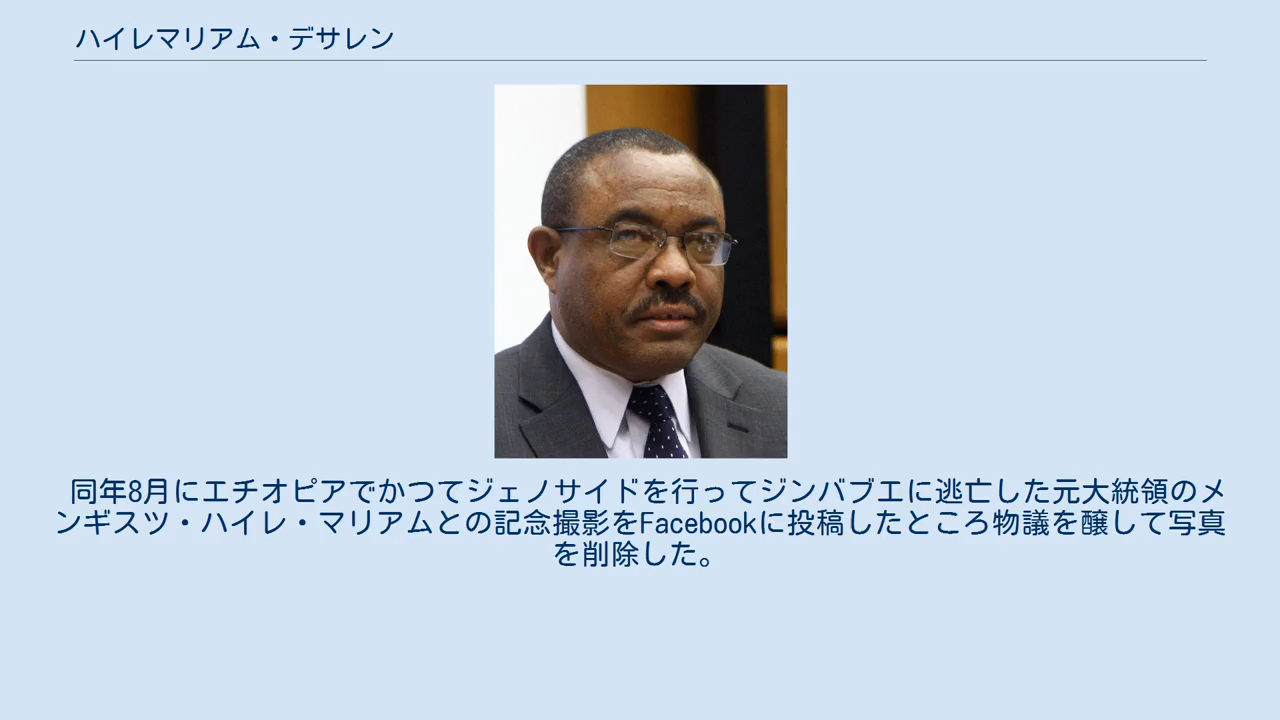 ハイレマリアム・デサレン
同年8月にエチオピアでかつてジェノサイドを行ってジンバブエに逃亡した元大統領のメ
ンギスツ・ハイレ・マリアムとの記念撮影をFacebookに投稿したところ物議を醸して写真
を削除した。